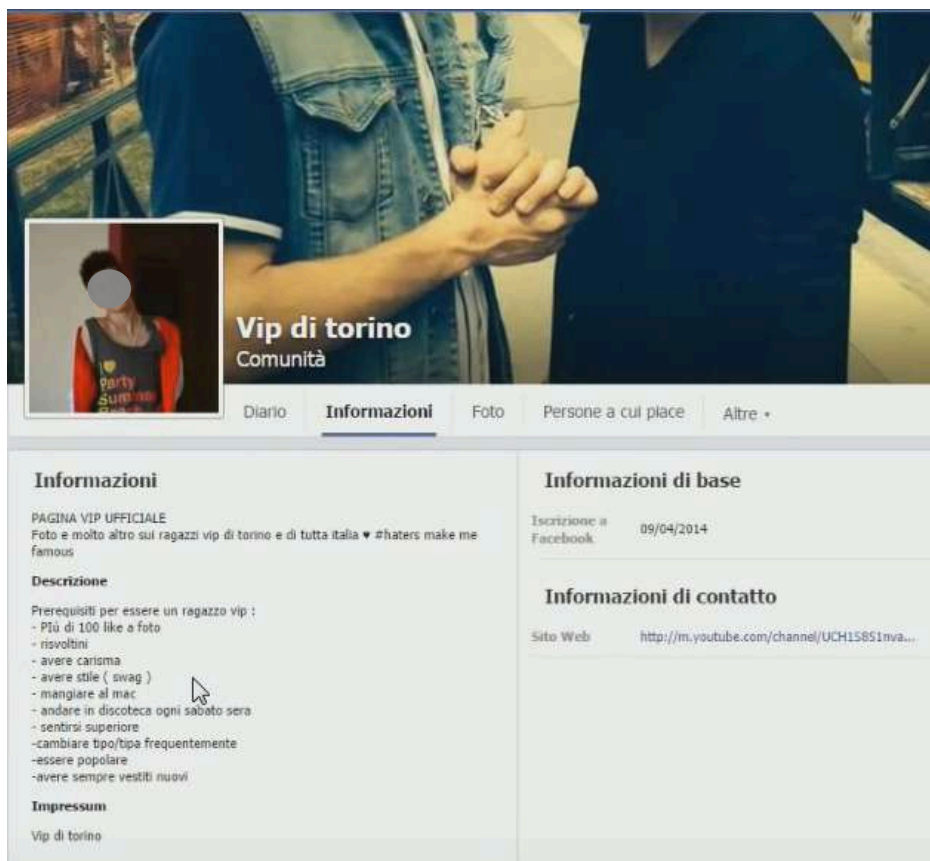 Vip di torino
Comunità
I
Party
Summer
Diario
Informazioni
Foto
Persone a cui piace
Altre
Informazioni
PAGINA VIP UFFICIALE
Foto e molto altro sui ragazzi vip di torino e di tutta italia ♥ #haters make me
famous
Descrizione
Prerequisiti per essere un ragazzo vip :
- PIú di 100 like a foto
- risvoltini
- avere carisma
- avere stile ( swag )
- mangiare al mac
- andare in discoteca ogni sabato sera
- sentirsi superiore
-cambiare tipo/tipa frequentemente
-essere popolare
-avere sempre vestiti nuovi
Impressum
Vip di torino
Informazioni di base
Iscrizione a
Facebook
09/04/2014
Informazioni di contatto
Sito Web
http://m.youtube.com/channel/UCH1S8S1nva...